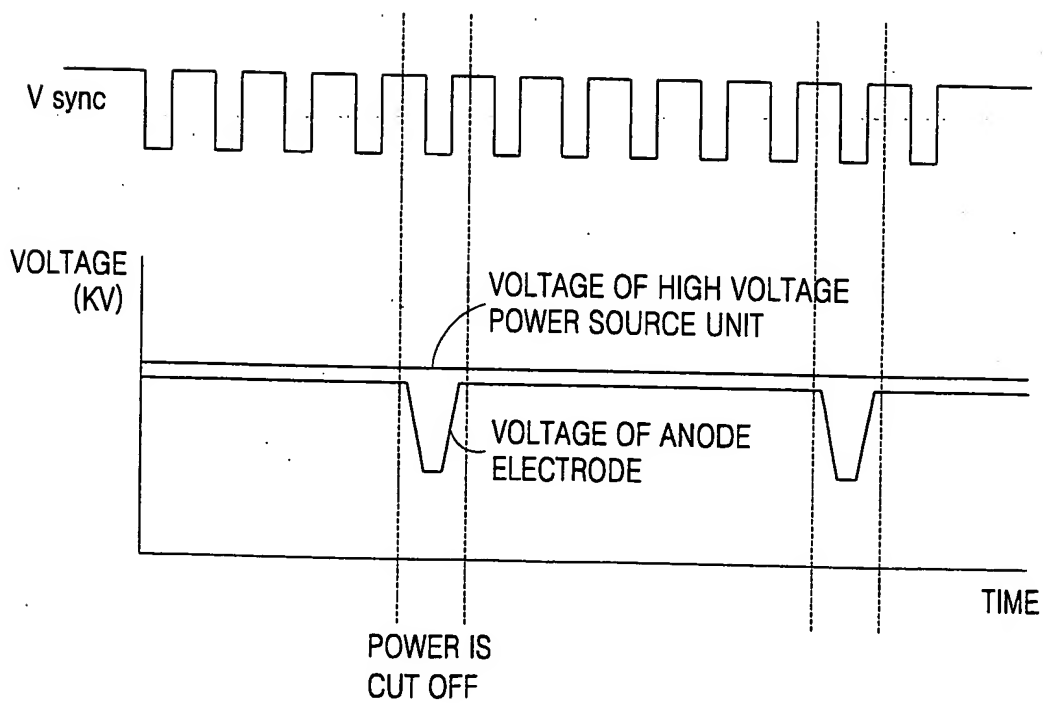 V sync
VOLTAGE
(KV)
VOLTAGE OF HIGH VOLTAGE
POWER SOURCE UNIT
VOLTAGE OF ANODE
ELECTRODE
TIME
POWER IS
CUT OFF